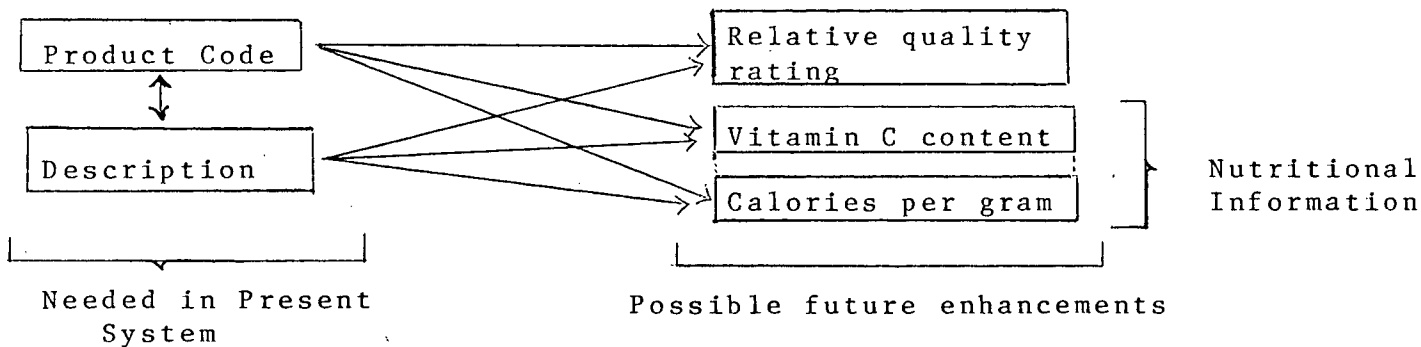 Product Code
Description
Needed in Present
System
Relative quality
rating
Vitamin C content
Calories per gram
Nutritional
Information
Possible future enhancements